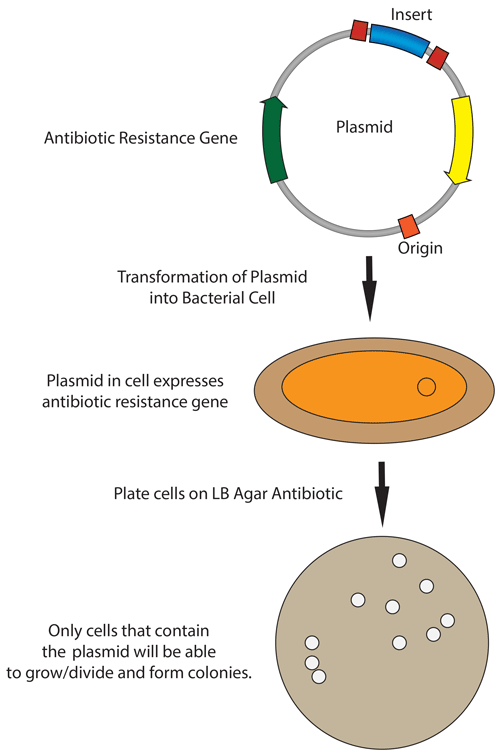 Insert
Antibiotic Resistance Gene
Plasmid
Origin
Transformation of Plasmid
into Bacterial Cell
Plasmid in cell expresses
antibiotic resistance gene
Plate cells on LB Agar Antibiotic
Only cells that contain
the plasmid will be able
to grow/divide and form colonies.